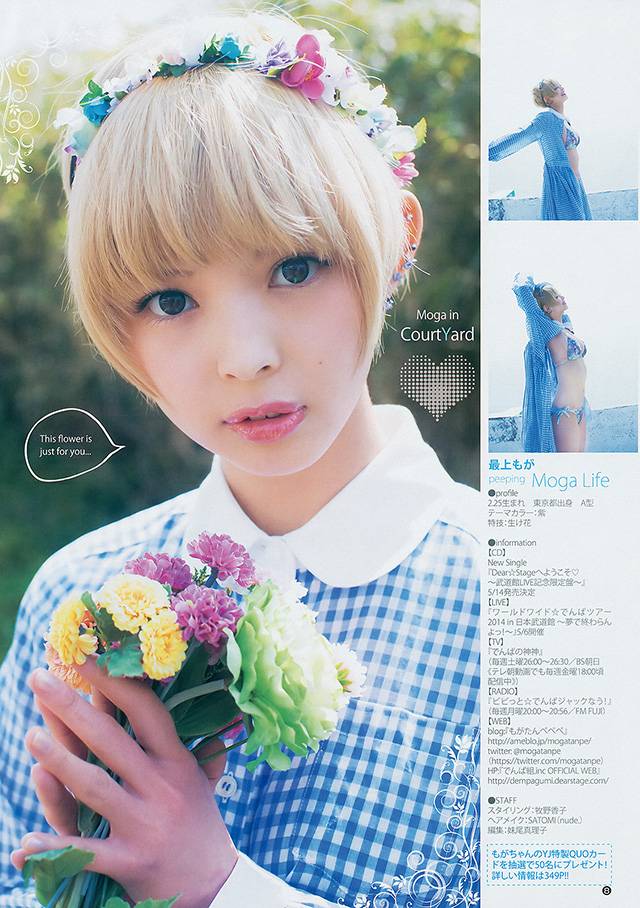 Moga in
CourtYard
This flower is
just for you...
最上もが
peeping Moga Life
●profile
2.25生まれ 東京都出身 A型
テーマカラー：紫
特技：生け花
●information
【CD】
New Single
『Dear☆Stageへようこそ♡
〜武道館LIVE記念限定盤〜』
5/14発売決定
【LIVE】
『ワールドワイド☆でんぱツアー
2014 in 日本武道館 〜夢で終わらん
よっ!〜』5/6開催
【TV】
『でんぱの神神』
（毎週土曜26:00〜26:30／BS朝日
《テレ朝動画でも毎週金曜18:00頃
配信中》）
【RADIO】
『ビビっと☆でんぱジャックなう!』
（毎週月曜20:00〜20:56／FM FUJI）
【WEB】
blog:『もがたんぺぺぺ』
http://ameblo.jp/mogatanpe/
twitter: @mogatanpe
（https://twitter.com/mogatanpe）
HP:『でんぱ組.inc OFFICIAL WEB』
http://dempagumi.dearstage.com/
●STAFF
スタイリング：牧野香子
ヘアメイク：SATOMI（nude.）
編集：妹尾真理子
もがちゃんのYJ特製QUOカー
ドを抽選で50名にプレゼント!
詳しい情報は349P!!
8